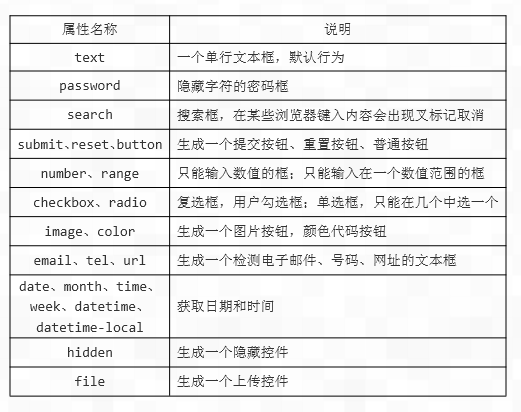 属性名称 说明
text 一个单行文本框，默认行为
password 隐藏字符的密码框
search 搜索框，在某些浏览器键入内容会出现叉标记取消
submit、reset、button 生成一个提交按钮、重置按钮、普通按钮
number、range 只能输入数值的框；只能输入在一个数值范围的框
checkbox、radio 复选框，用户勾选框；单选框，只能在几个中选一个
image、color 生成一个图片按钮，颜色代码按钮
email、tel、url 生成一个检测电子邮件、号码、网址的文本框
date、month、time、
week、datetime、
datetime-local
获取日期和时间
hidden 生成一个隐藏控件
file 生成一个上传控件